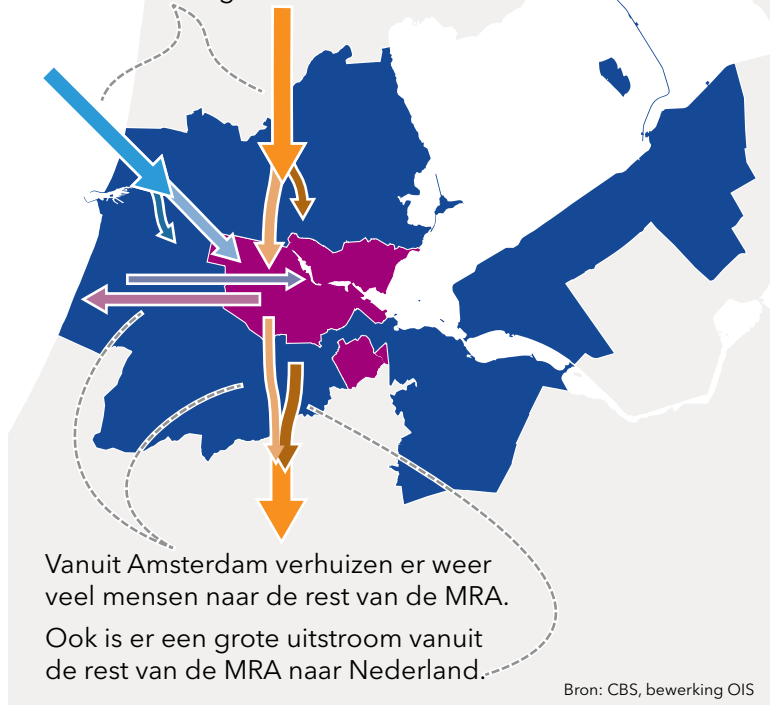 Vanuit Amsterdam verhuizen er weer
veel mensen naar de rest van de MRA.
Ook is er een grote uitstroom vanuit
de rest van de MRA naar Nederland.
Bron: CBS, bewerking OIS